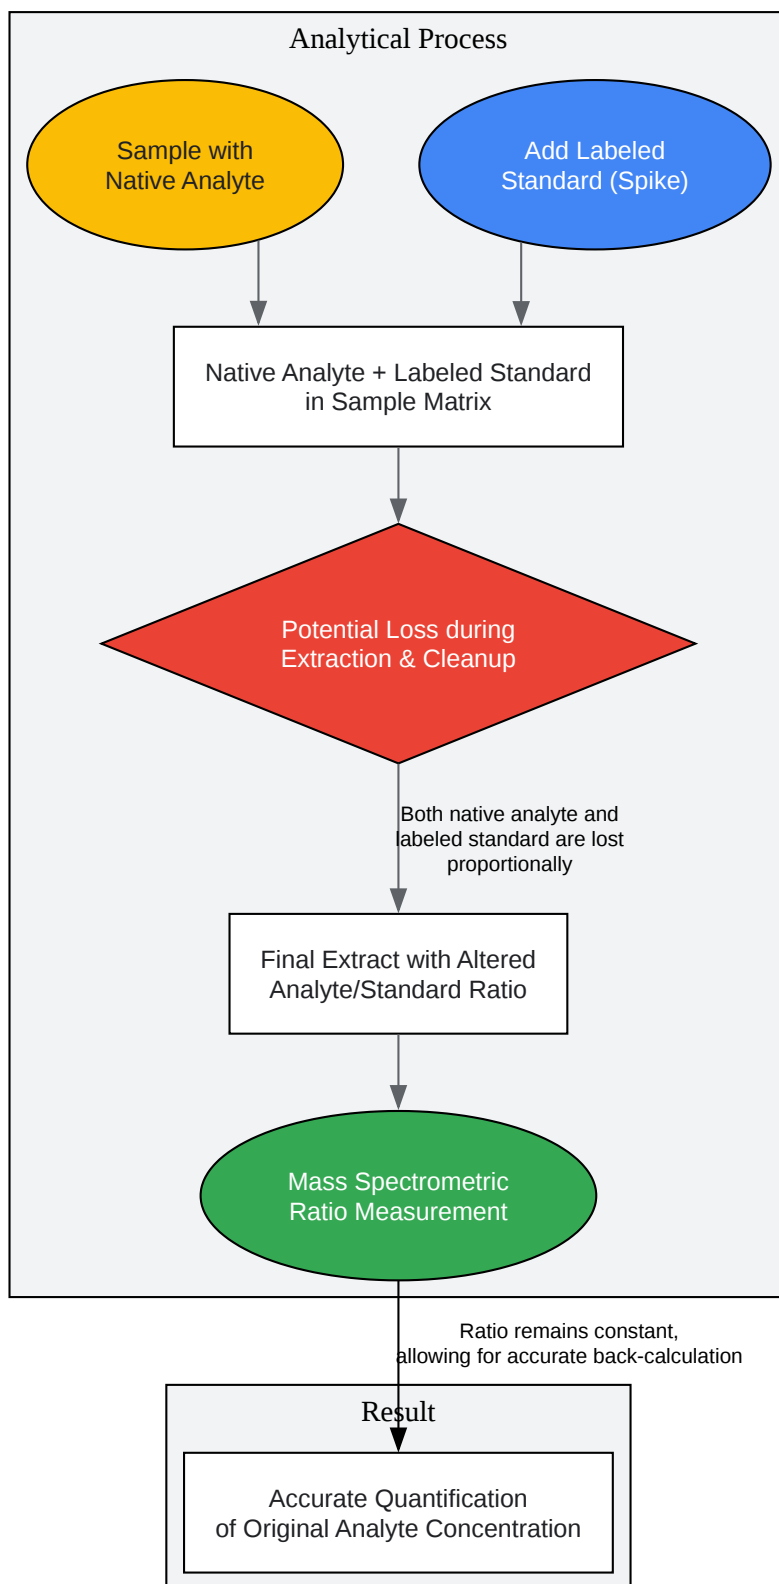 Analytical Process
Sample with
Native Analyte
Add Labeled
Standard (Spike)
Native Analyte + Labeled Standard
in Sample Matrix
Potential Loss during
Extraction & Cleanup
Both native analyte and
labeled standard are lost
proportionally
Final Extract with Altered
Analyte/Standard Ratio
Mass Spectrometric
Ratio Measurement
Ratio remains constant,
allowing for accurate back-calculation
Result
Accurate Quantification
of Original Analyte Concentration